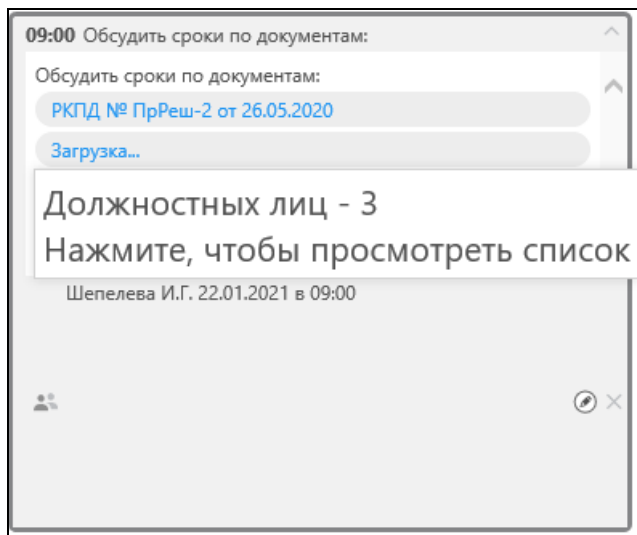 09:00 Обсудить сроки по документам:
Обсудить сроки по документам:
РКПД № ПрРеш-2 от 26.05.2020
Загрузка...
Должностных лиц - 3
Нажмите, чтобы просмотреть список
Шепелева И.Г. 22.01.2021 в 09:00